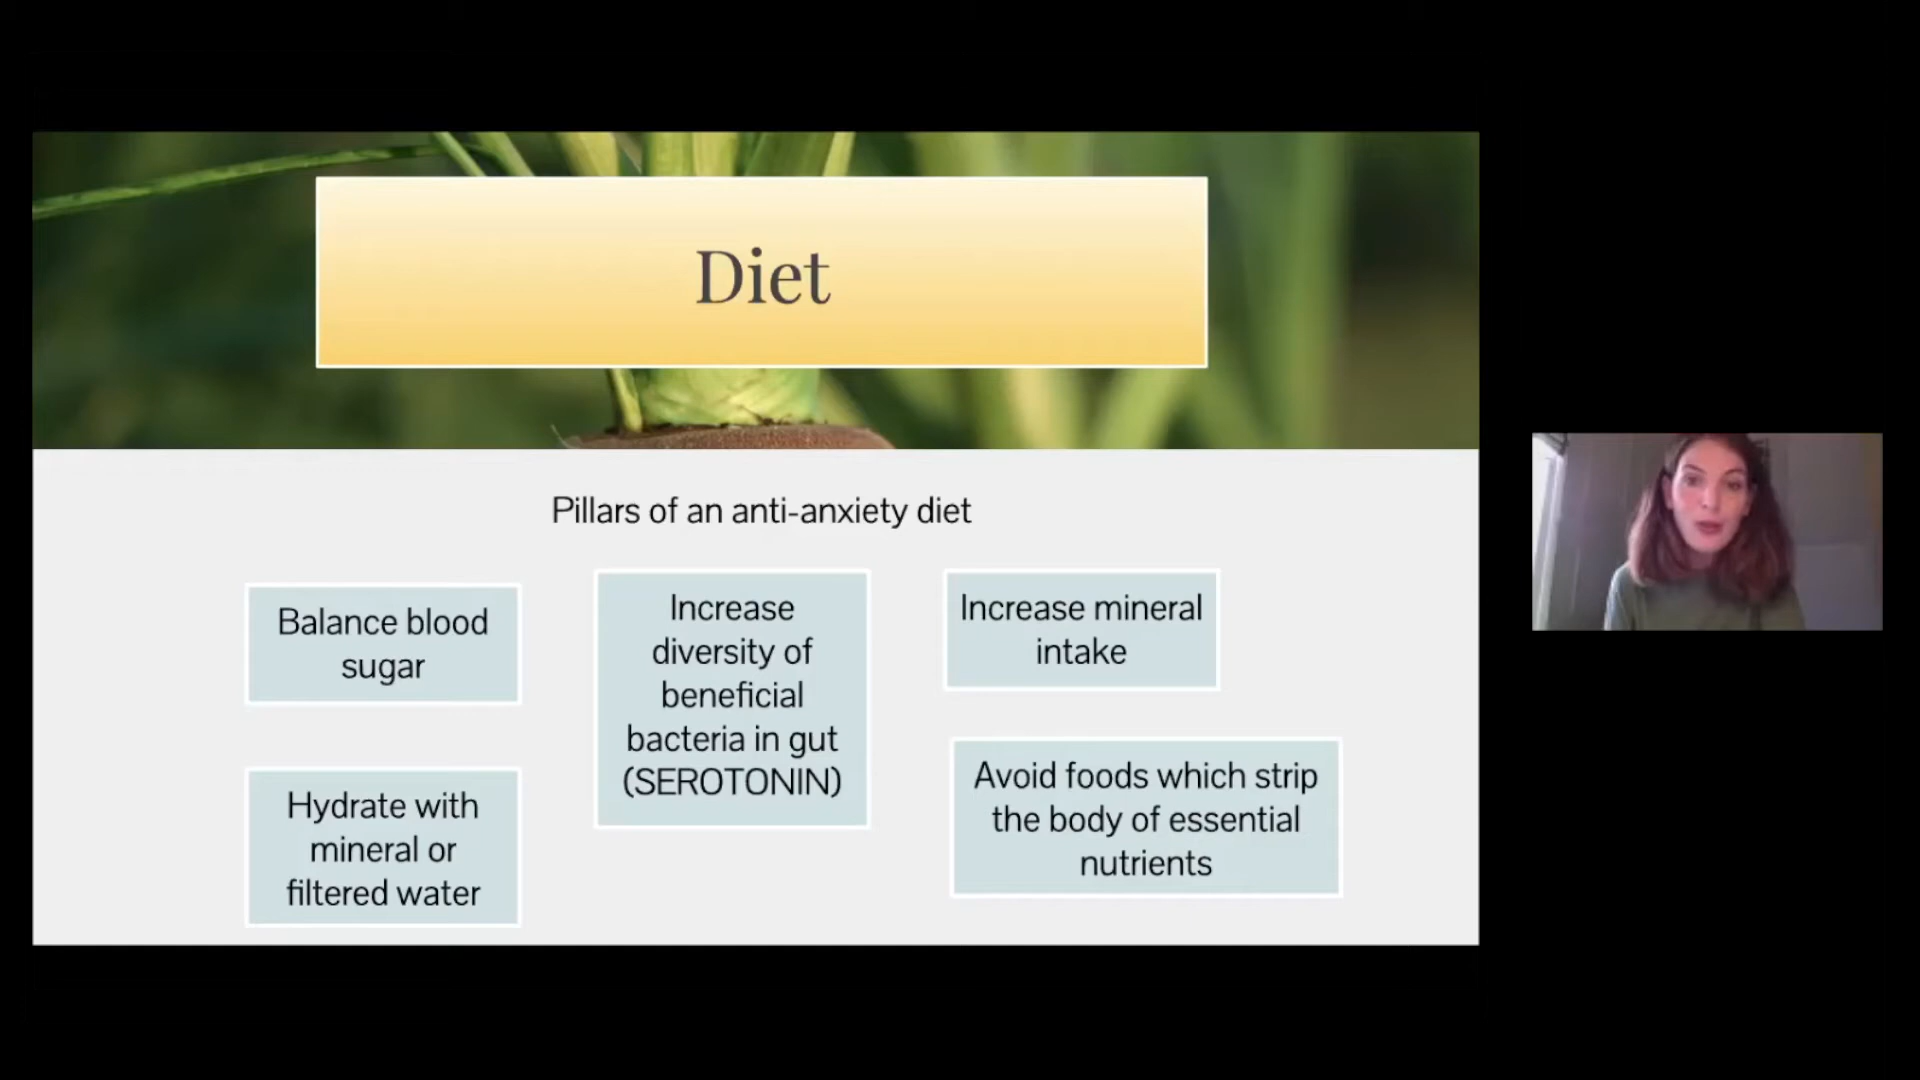 Diet
Pillars of an anti-anxiety diet
Balance blood
sugar
Increase
diversity of
beneficial
bacteria in gut
(SEROTONIN)
Increase mineral
intake
Hydrate with
mineral or
filtered water
Avoid foods which strip
the body of essential
nutrients